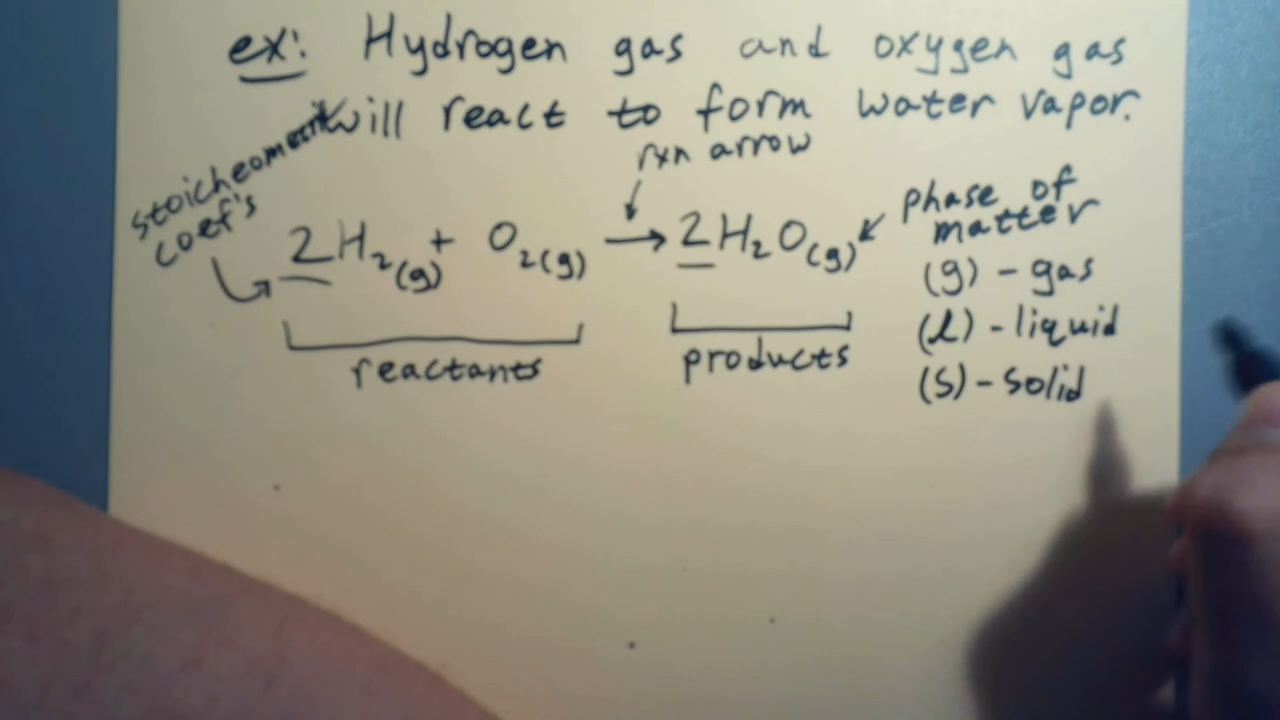 ex: Hydrogen gas and oxygen gas
will react to form water vapor.
stoicheometric
coef's
rxn arrow
2H₂(g) + O₂(g) → 2H₂O(g)
phase of
matter
(g) - gas
(l) - liquid
(s) - solid
reactants
products